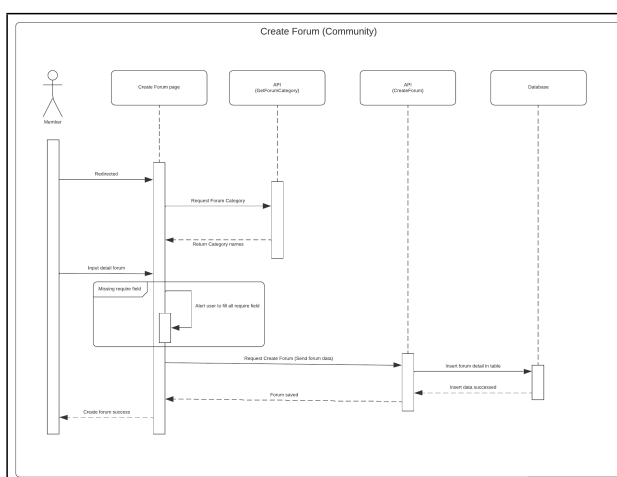 Create Forum (Community)
Member
Create Forum page
API
(GetForumCategory)
API
(CreateForum)
Database
Redirected
Request Forum Category
Return Category names
Input detail forum
Missing require field
Alert user to fill all require field
Request Create Forum (Send forum data)
Insert forum detail in table
Insert data successed
Forum saved
Create forum success